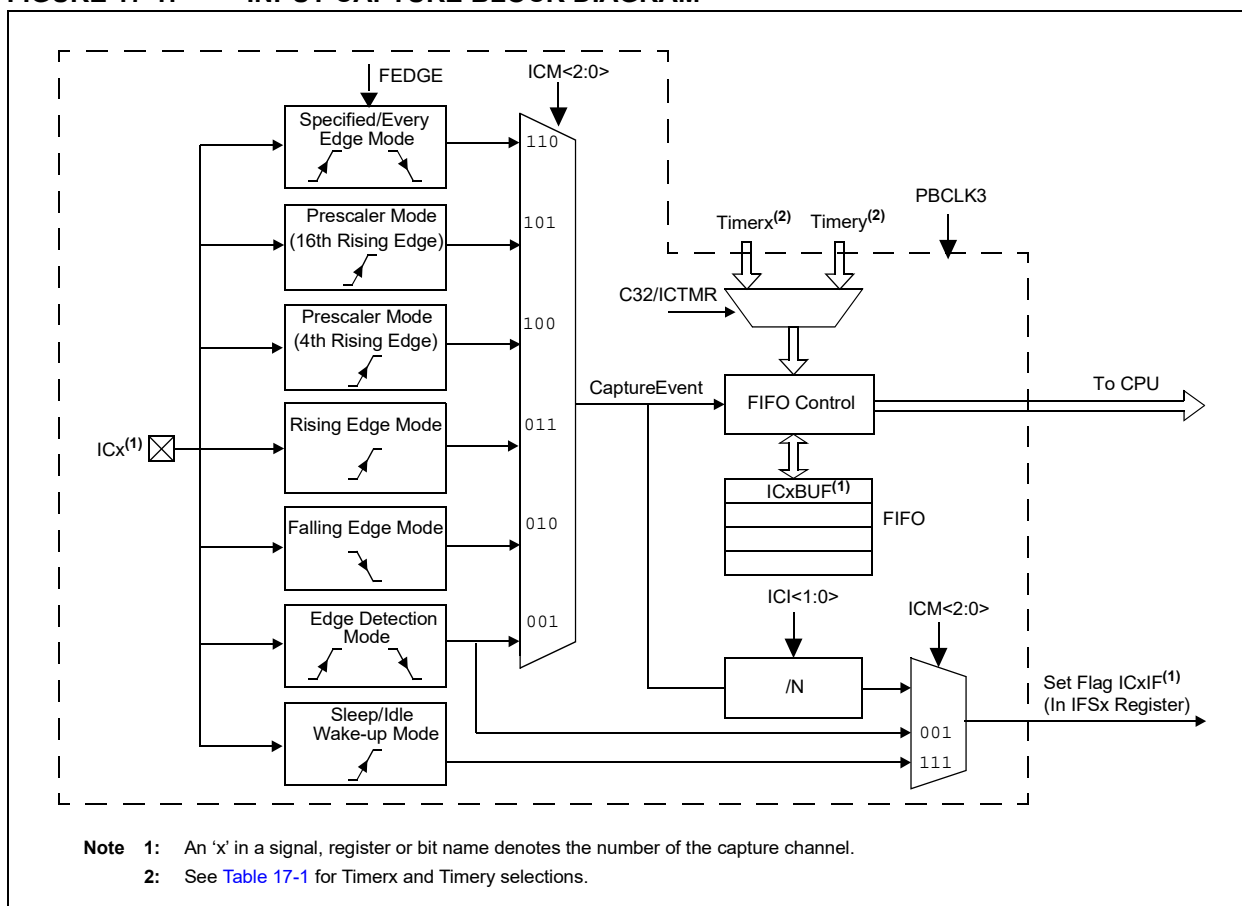 FEDGE
ICM<2:0>
Specified/Every
Edge Mode
110
Prescaler Mode
(16th Rising Edge)
101
Prescaler Mode
(4th Rising Edge)
100
Rising Edge Mode
011
ICx(1)
Falling Edge Mode
010
Edge Detection
Mode
001
Sleep/Idle
Wake-up Mode
PBCLK3
Timerx(2)
Timery(2)
C32/ICTMR
CaptureEvent
FIFO Control
To CPU
ICxBUF(1)
FIFO
ICI<1:0>
ICM<2:0>
/N
001
111
Set Flag ICxIF(1)
(In IFSx Register)
Note 1: An ‘x’ in a signal, register or bit name denotes the number of the capture channel.
2: See Table 17-1 for Timerx and Timery selections.